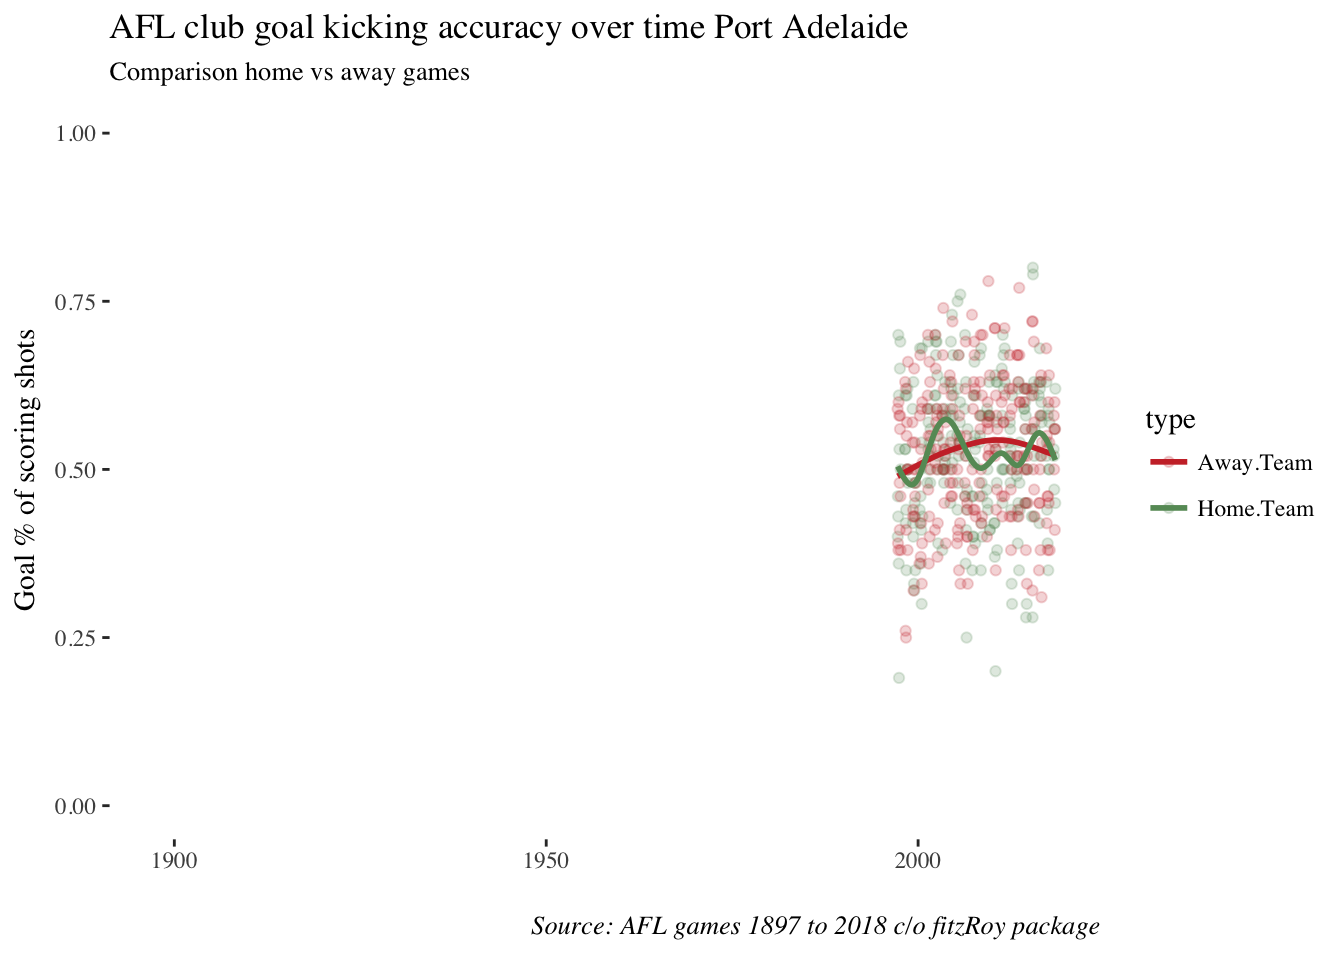 AFL club goal kicking accuracy over time Port Adelaide
Comparison home vs away games
1.00
0.75
0.50
0.25
0.00
Goal % of scoring shots
1900
1950
2000
type
Away.Team
Home.Team
Source: AFL games 1897 to 2018 c/o fitzRoy package